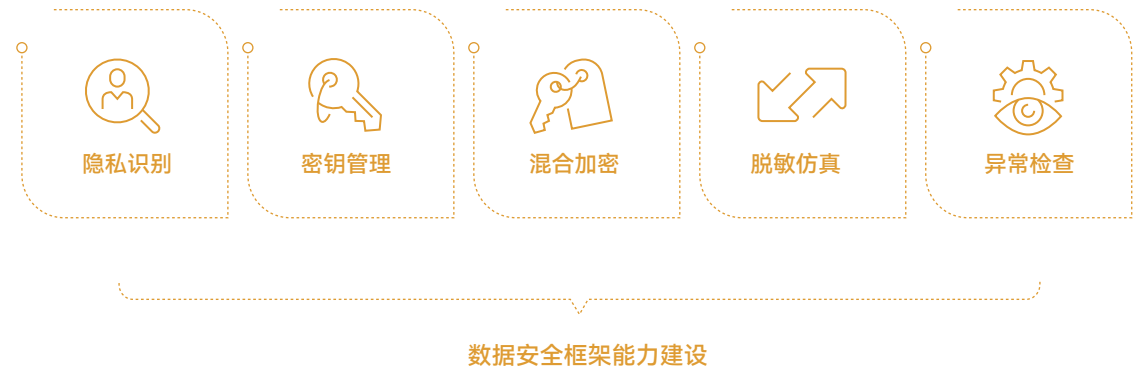 隐私识别
密钥管理
混合加密
脱敏仿真
异常检查
数据安全框架能力建设